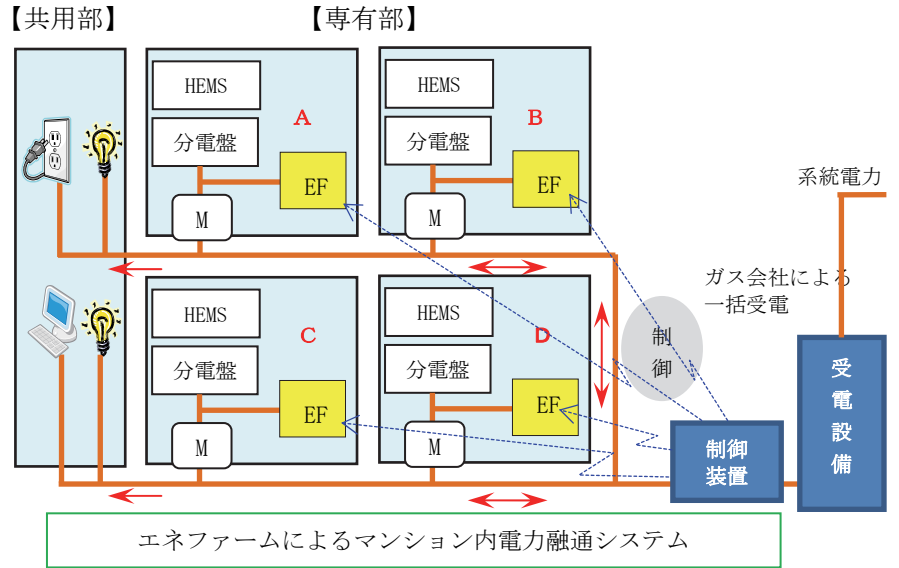 【共用部】
【専有部】
HEMS
A
分電盤
EF
M
HEMS
B
分電盤
EF
M
系統電力
ガス会社による
一括受電
HEMS
C
分電盤
EF
M
HEMS
D
分電盤
EF
M
制
御
制御
装置
受
電
設
備
エネファームによるマンション内電力融通システム